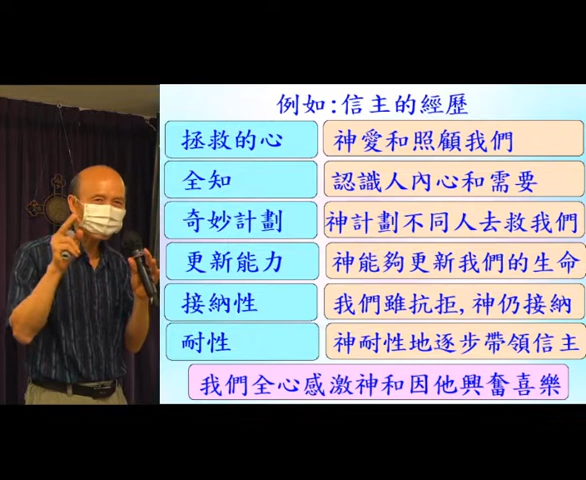 例如:信主的經歷
拯救的心 神愛和照顧我們
全知 認識人內心和需要
奇妙計劃 神計劃不同人去救我們
更新能力 神能夠更新我們的生命
接納性 我們雖抗拒,神仍接納
耐性 神耐性地逐步帶領信主
我們全心感激神和因他興奮喜樂